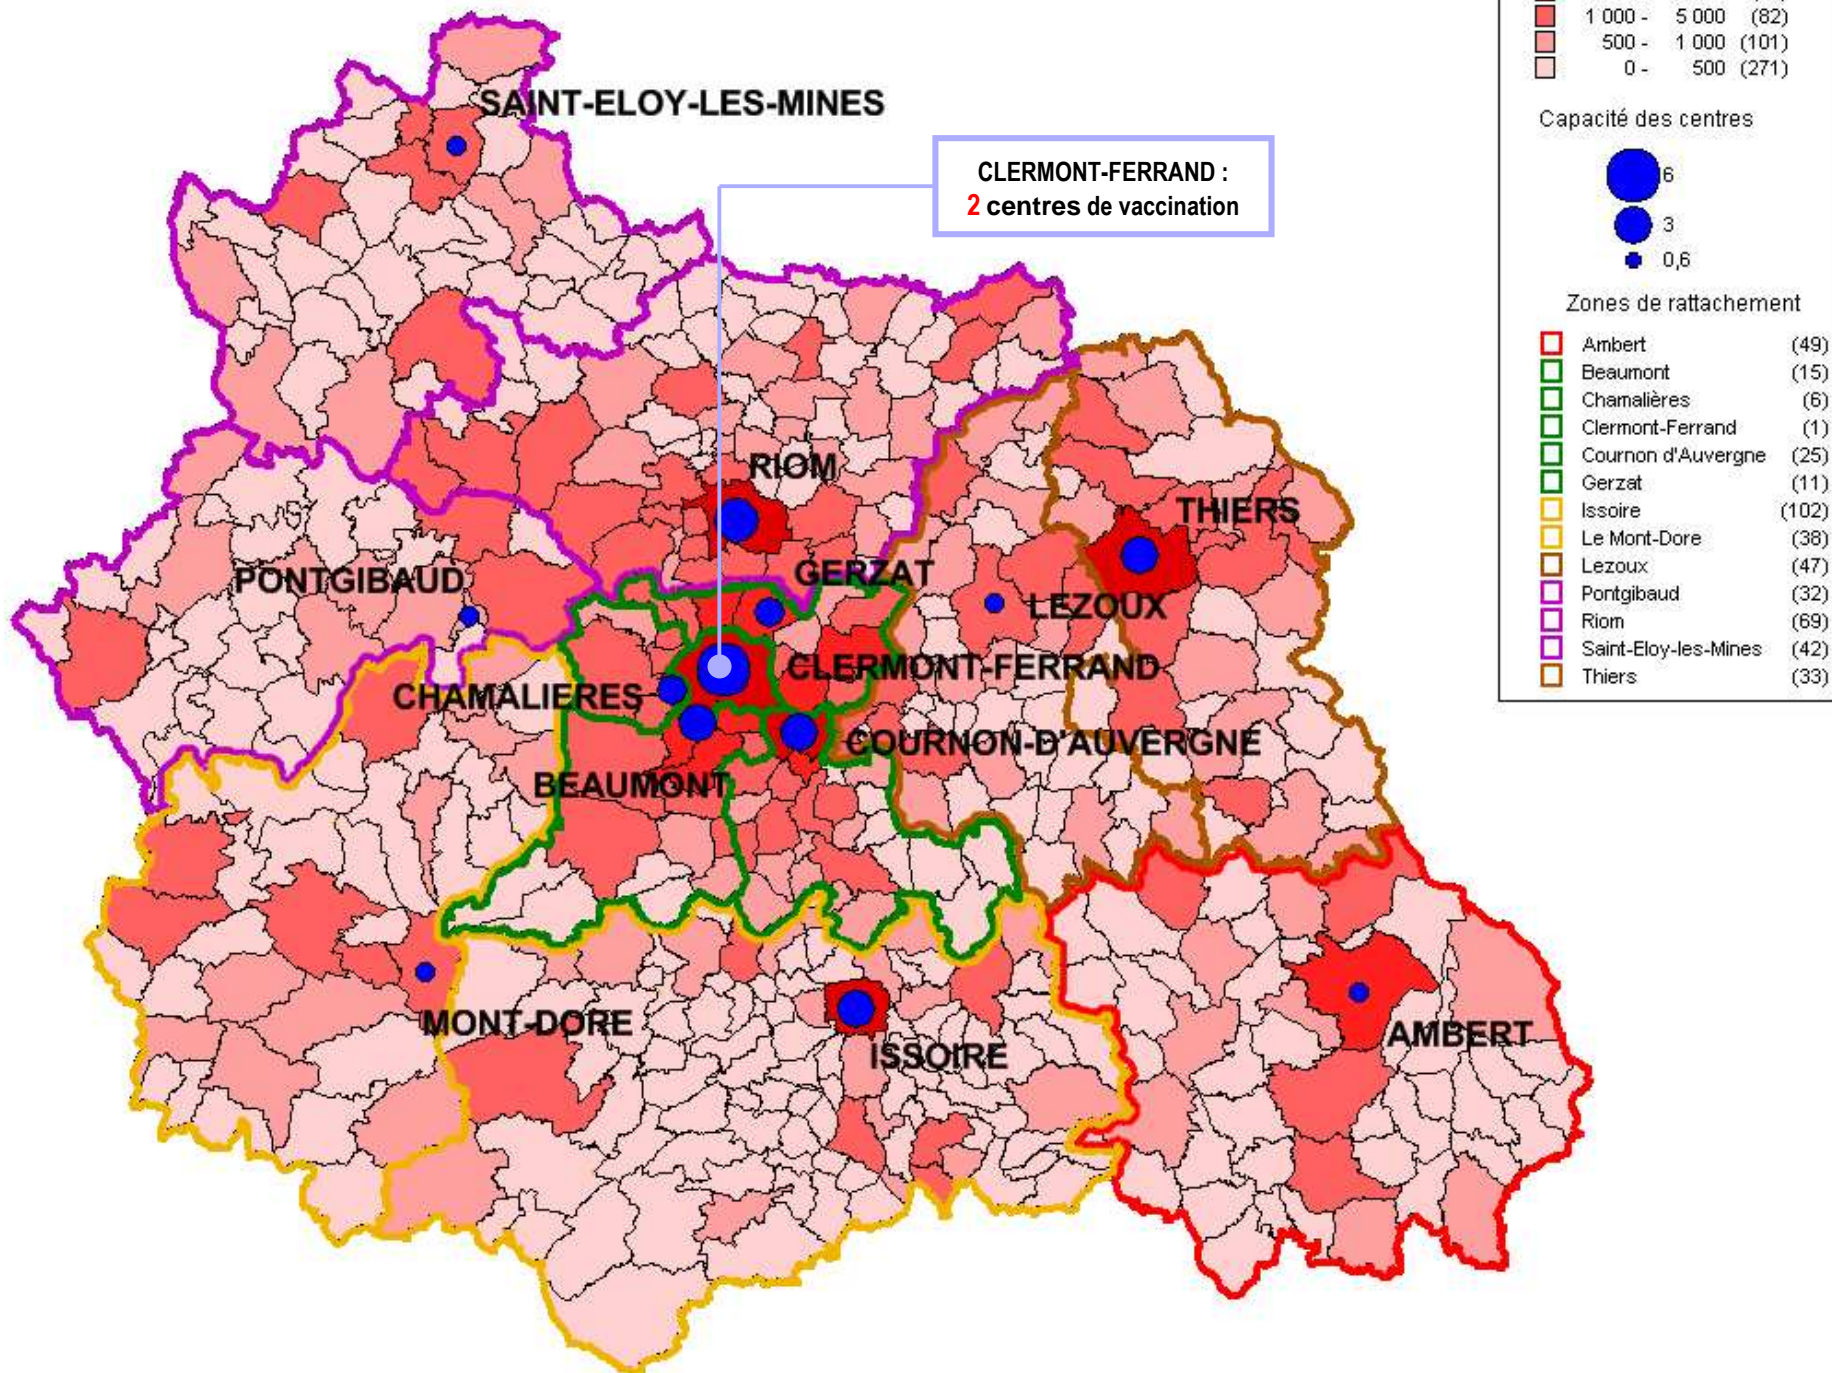 1 000 - 5 000 (82)
500 - 1 000 (101)
0 - 500 (271)
Capacité des centres
6
3
0,6
Zones de rattachement
Ambert (49)
Beaumont (15)
Chamalières (6)
Clermont-Ferrand (1)
Cournon d'Auvergne (25)
Gerzat (11)
Issoire (102)
Le Mont-Dore (38)
Lezoux (47)
Pontgibaud (32)
Riom (69)
Saint-Eloy-les-Mines (42)
Thiers (33)
SAINT-ELOY-LES-MINES
CLERMONT-FERRAND :
2 centres de vaccination
RIOM
THIERS
GERZAT
PONTGIBAUD
LEZOUX
CLERMONT-FERRAND
CHAMALIERES
COURNON-D'AUVERGNE
BEAUMONT
MONT-DORE
AMBERT
ISSOIRE